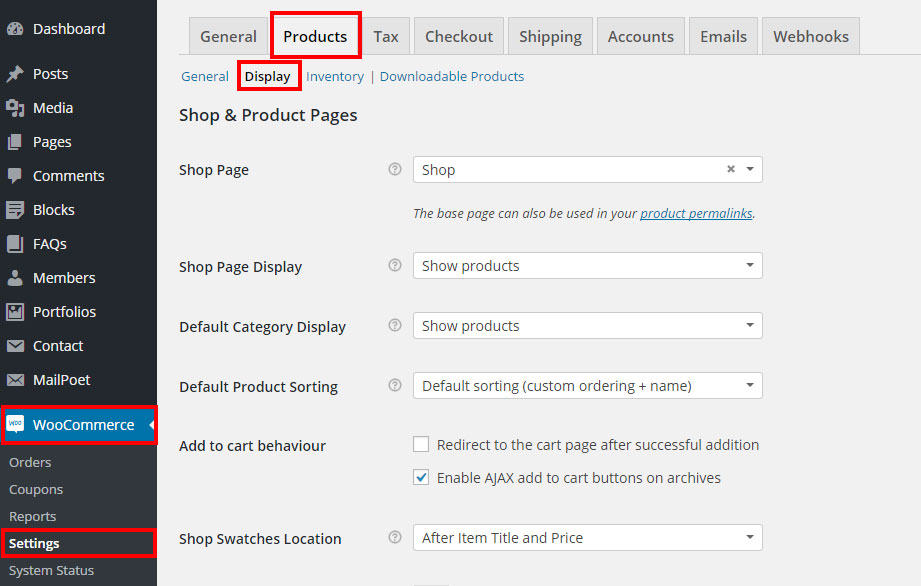 Dashboard
Posts
Media
Pages
Comments
Blocks
FAQs
Members
Portfolios
Contact
MailPoet
WOO WooCommerce
Orders
Coupons
Reports
Settings
System Status
General Products Tax Checkout Shipping Accounts Emails Webhooks
General Display Inventory | Downloadable Products
Shop & Product Pages
Shop Page ? Shop ×
The base page can also be used in your product permalinks.
Shop Page Display ? Show products
Default Category Display ? Show products
Default Product Sorting ? Default sorting (custom ordering + name)
Add to cart behaviour Redirect to the cart page after successful addition
Enable AJAX add to cart buttons on archives
Shop Swatches Location ? After Item Title and Price